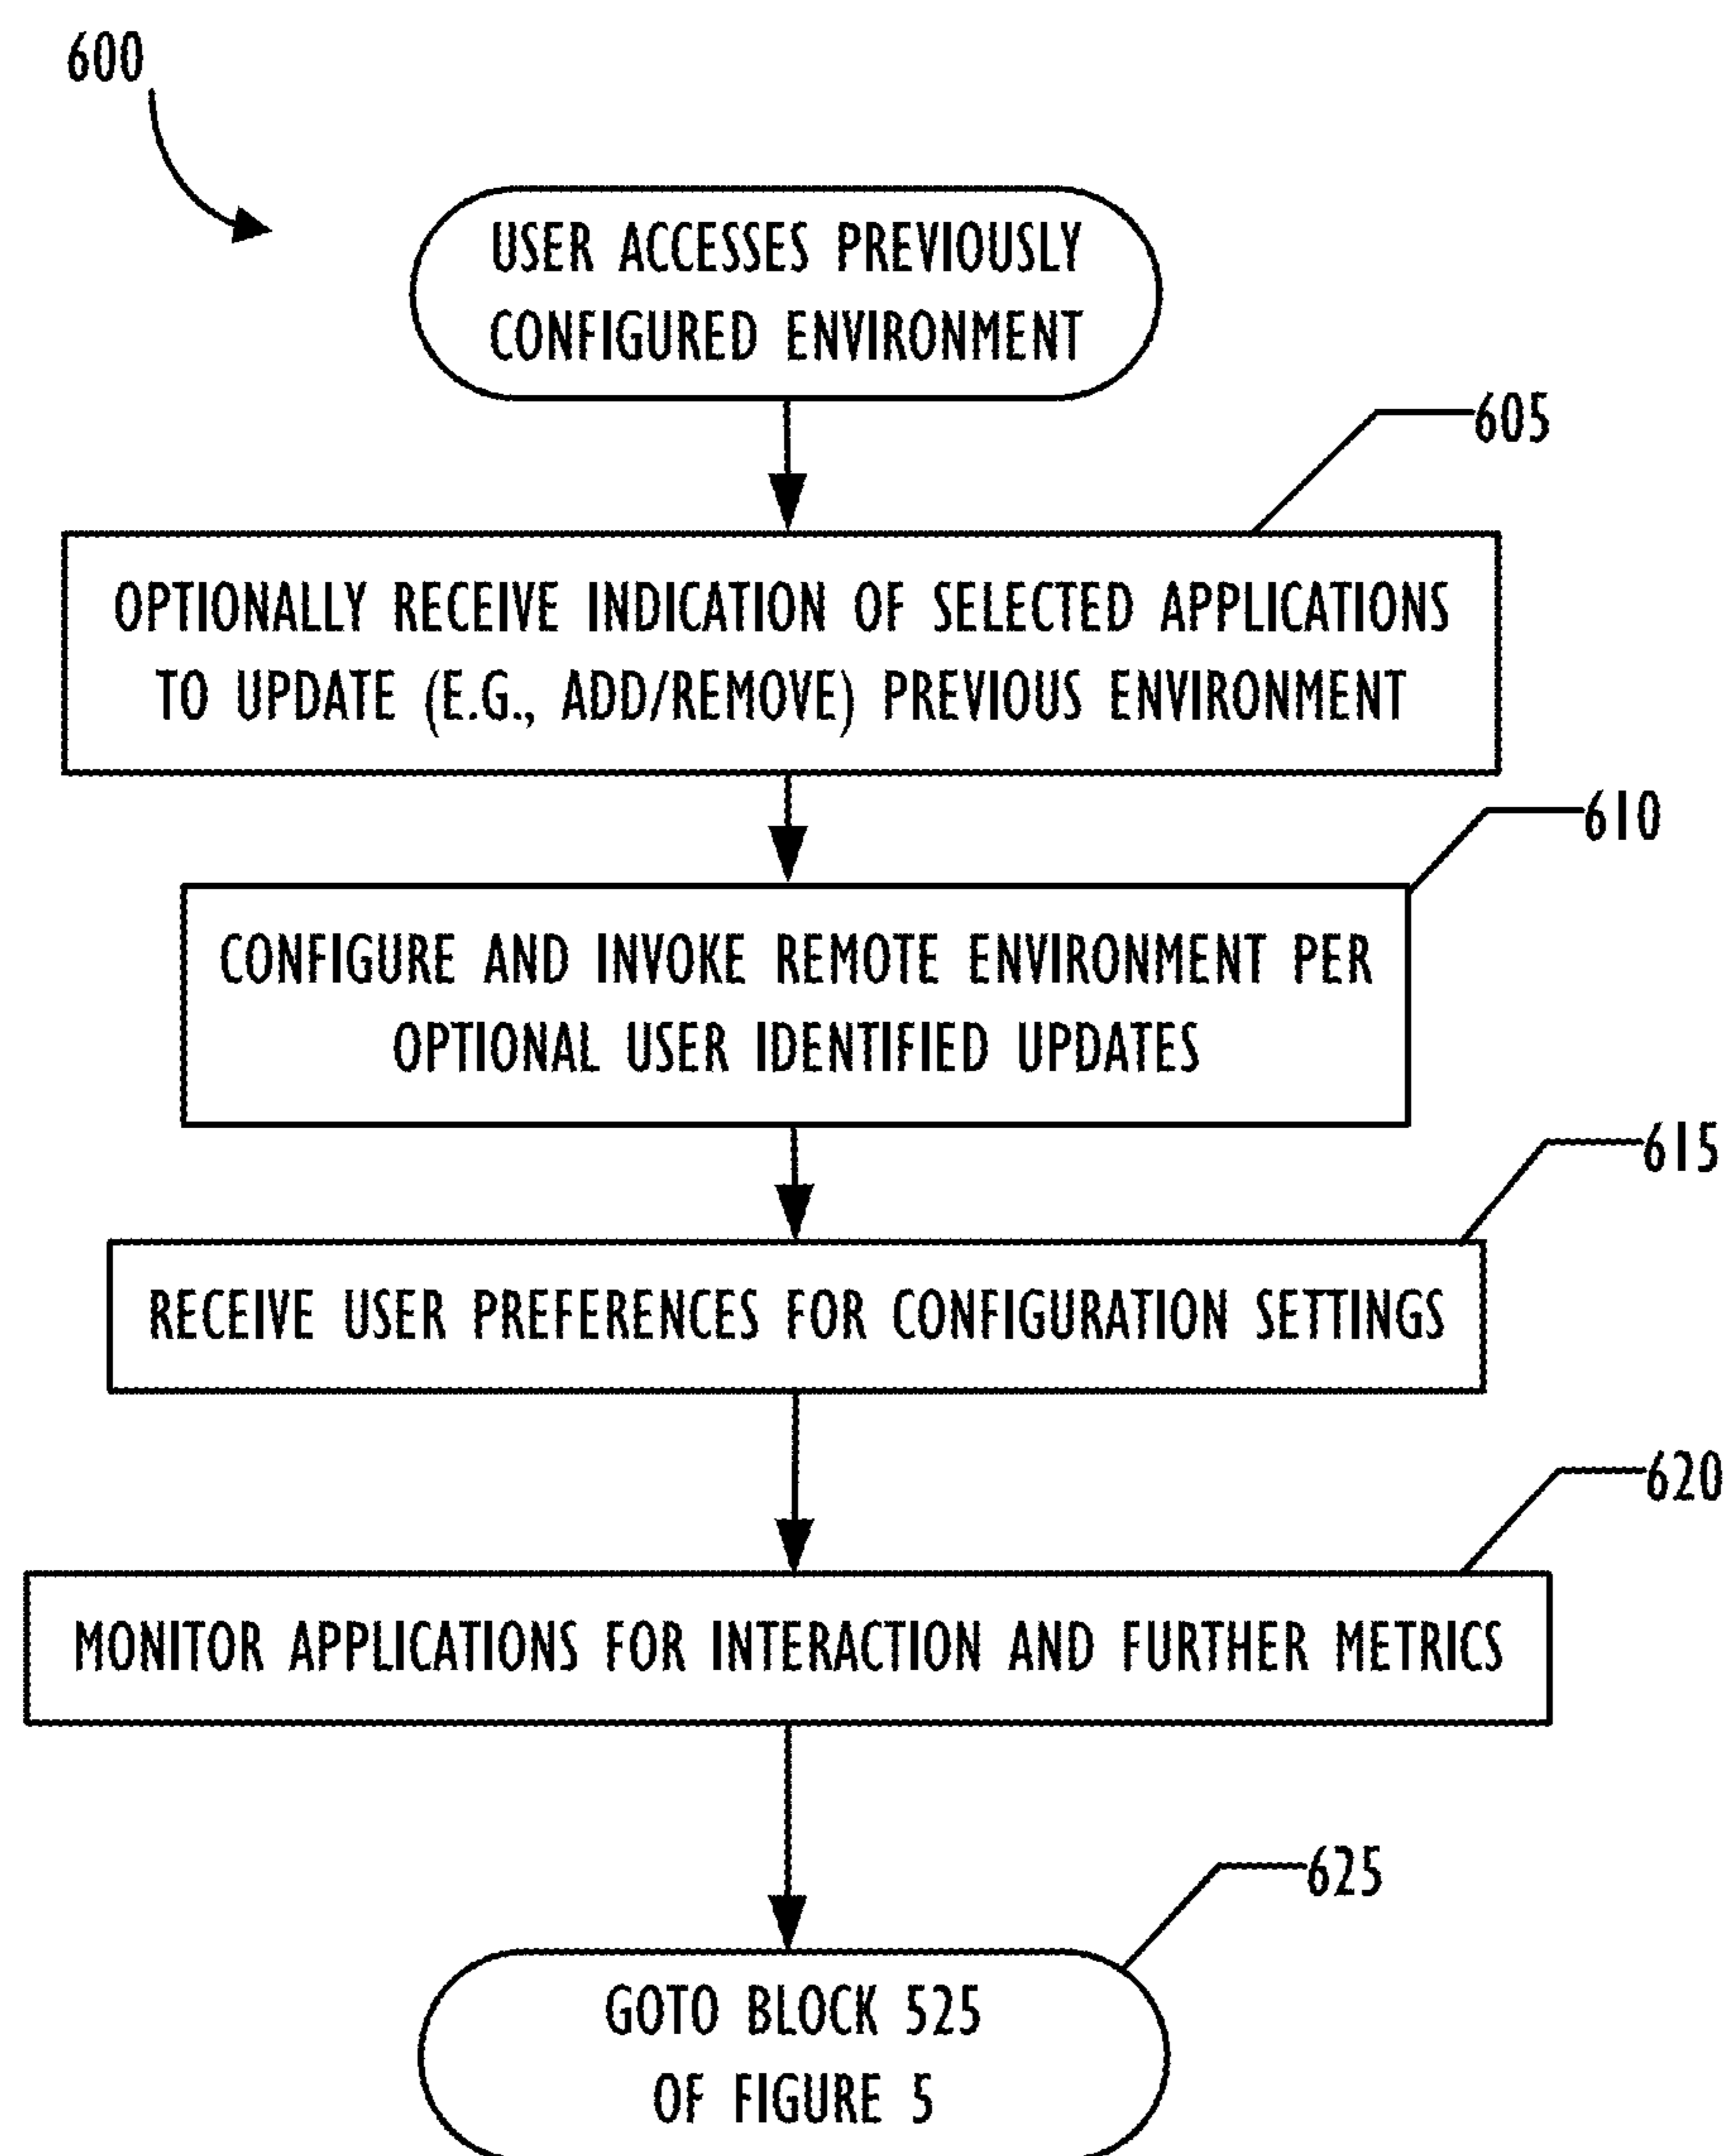 600
USER ACCESSES PREVIOUSLY
CONFIGURED ENVIRONMENT
605
OPTIONALLY RECEIVE INDICATION OF SELECTED APPLICATIONS
TO UPDATE (E.G., ADD/REMOVE) PREVIOUS ENVIRONMENT
610
CONFIGURE AND INVOKE REMOTE ENVIRONMENT PER
OPTIONAL USER IDENTIFIED UPDATES
615
RECEIVE USER PREFERENCES FOR CONFIGURATION SETTINGS
620
MONITOR APPLICATIONS FOR INTERACTION AND FURTHER METRICS
625
GOTO BLOCK 525
OF FIGURE 5